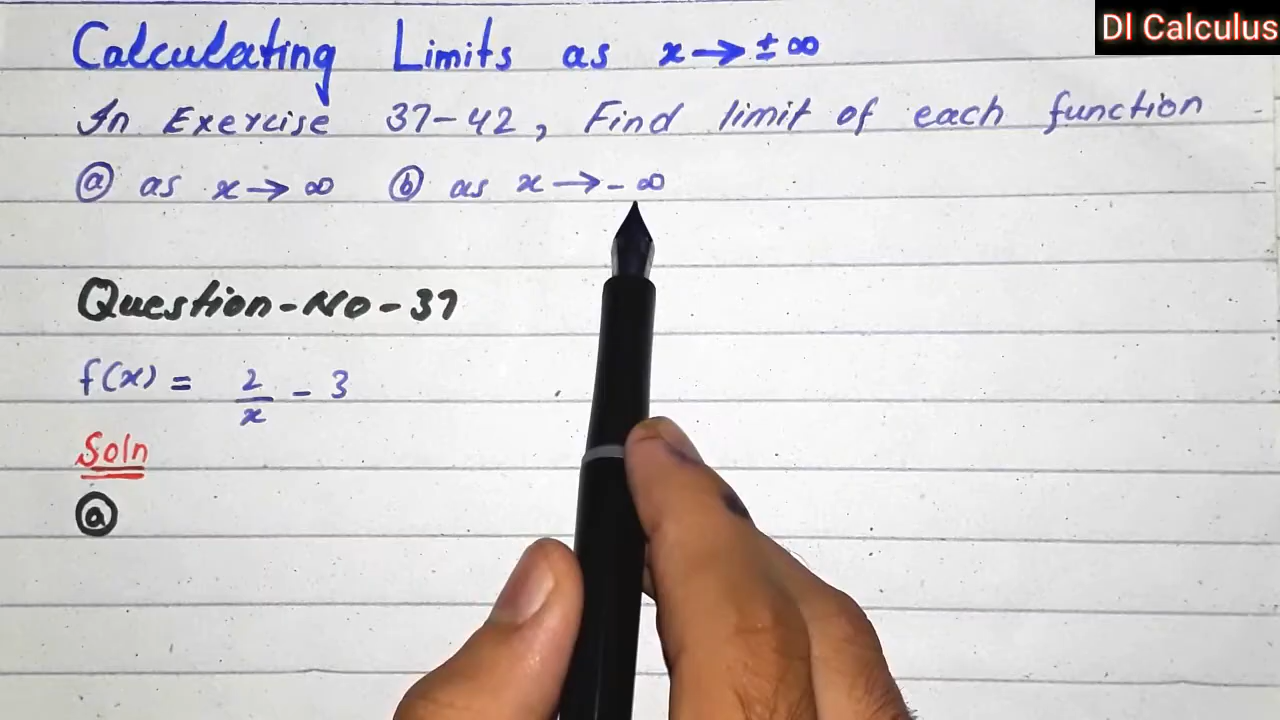 DI Calculus
Calculating Limits as x → ± ∞
In Exercise 37-42, Find limit of each function
ⓐ as x → ∞ ⓑ as x → - ∞
Question-No-37
f(x) = 2/x - 3
Soln
ⓐ